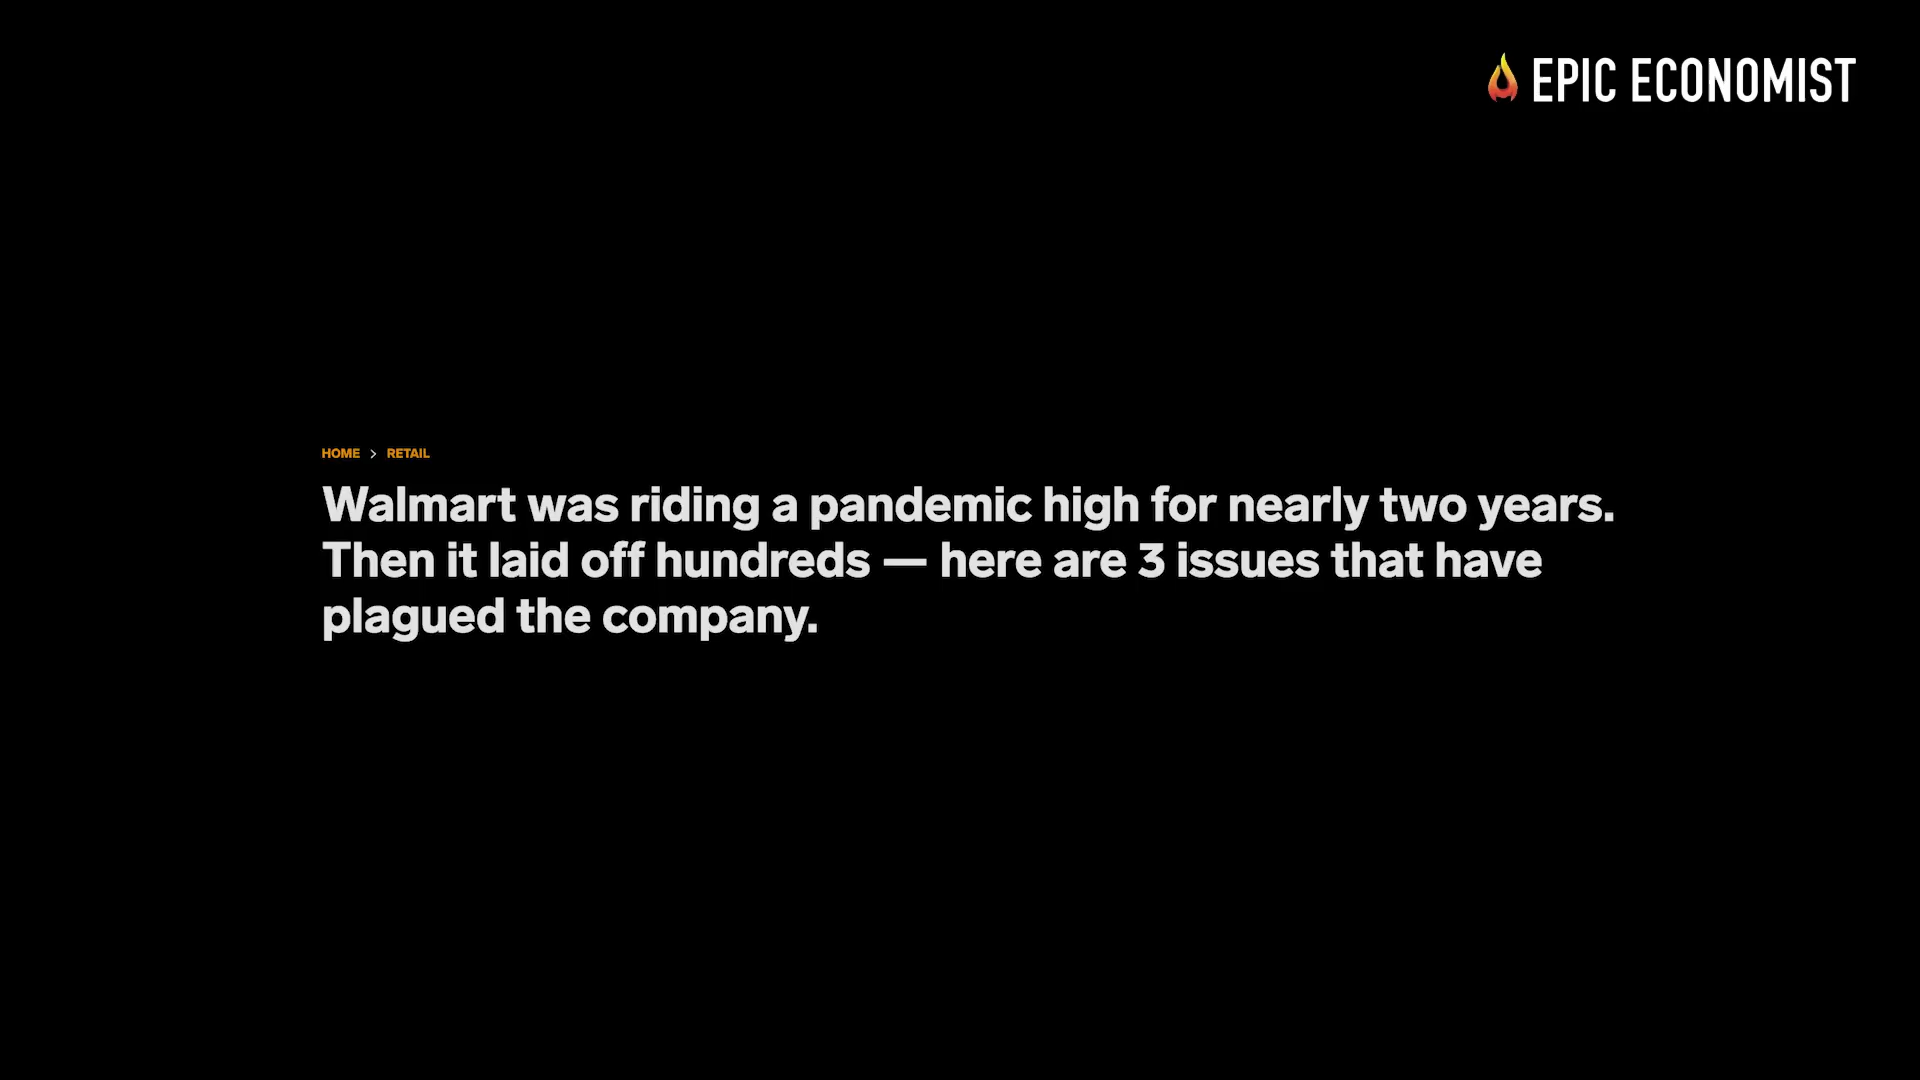 EPIC ECONOMIST
HOME > RETAIL
Walmart was riding a pandemic high for nearly two years.
Then it laid off hundreds — here are 3 issues that have
plagued the company.